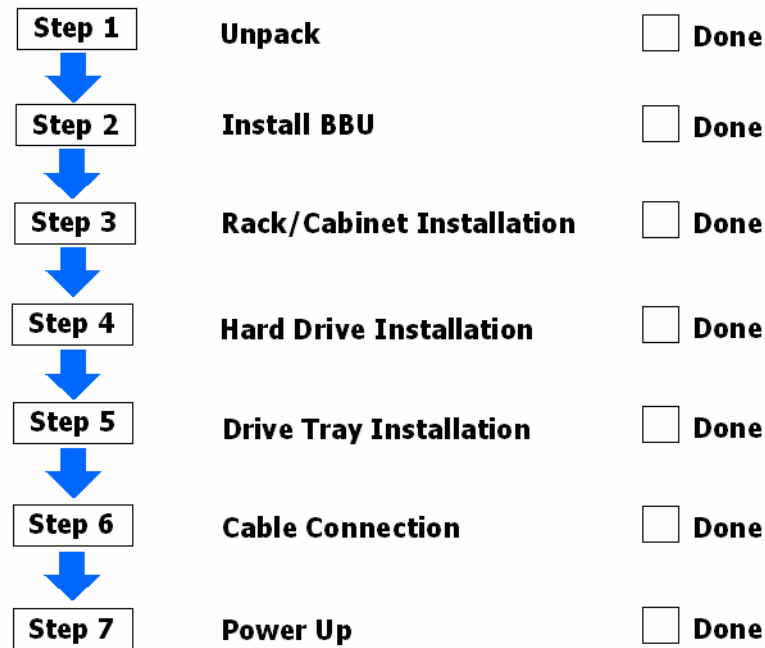 Step 1 Unpack Done
Step 2 Install BBU Done
Step 3 Rack/Cabinet Installation Done
Step 4 Hard Drive Installation Done
Step 5 Drive Tray Installation Done
Step 6 Cable Connection Done
Step 7 Power Up Done